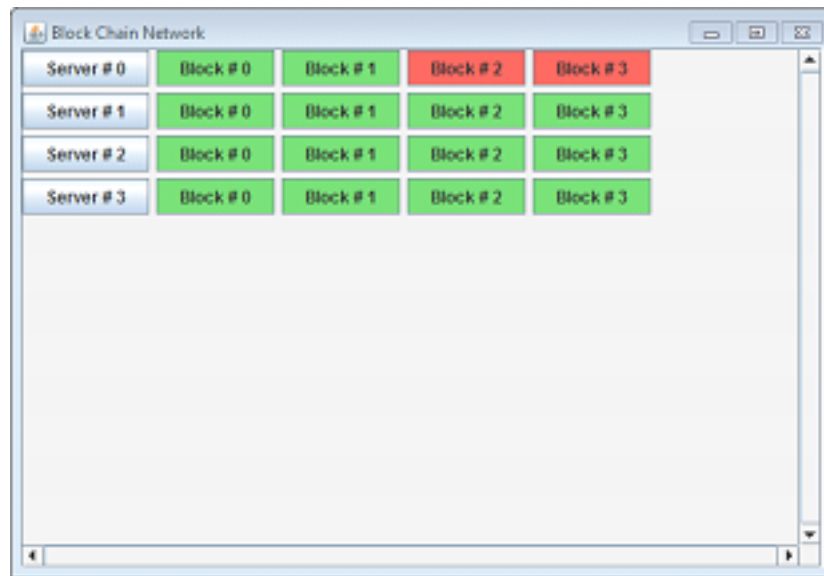 Block Chain Network
Server # 0 Block # 0 Block # 1 Block # 2 Block # 3
Server # 1 Block # 0 Block # 1 Block # 2 Block # 3
Server # 2 Block # 0 Block # 1 Block # 2 Block # 3
Server # 3 Block # 0 Block # 1 Block # 2 Block # 3